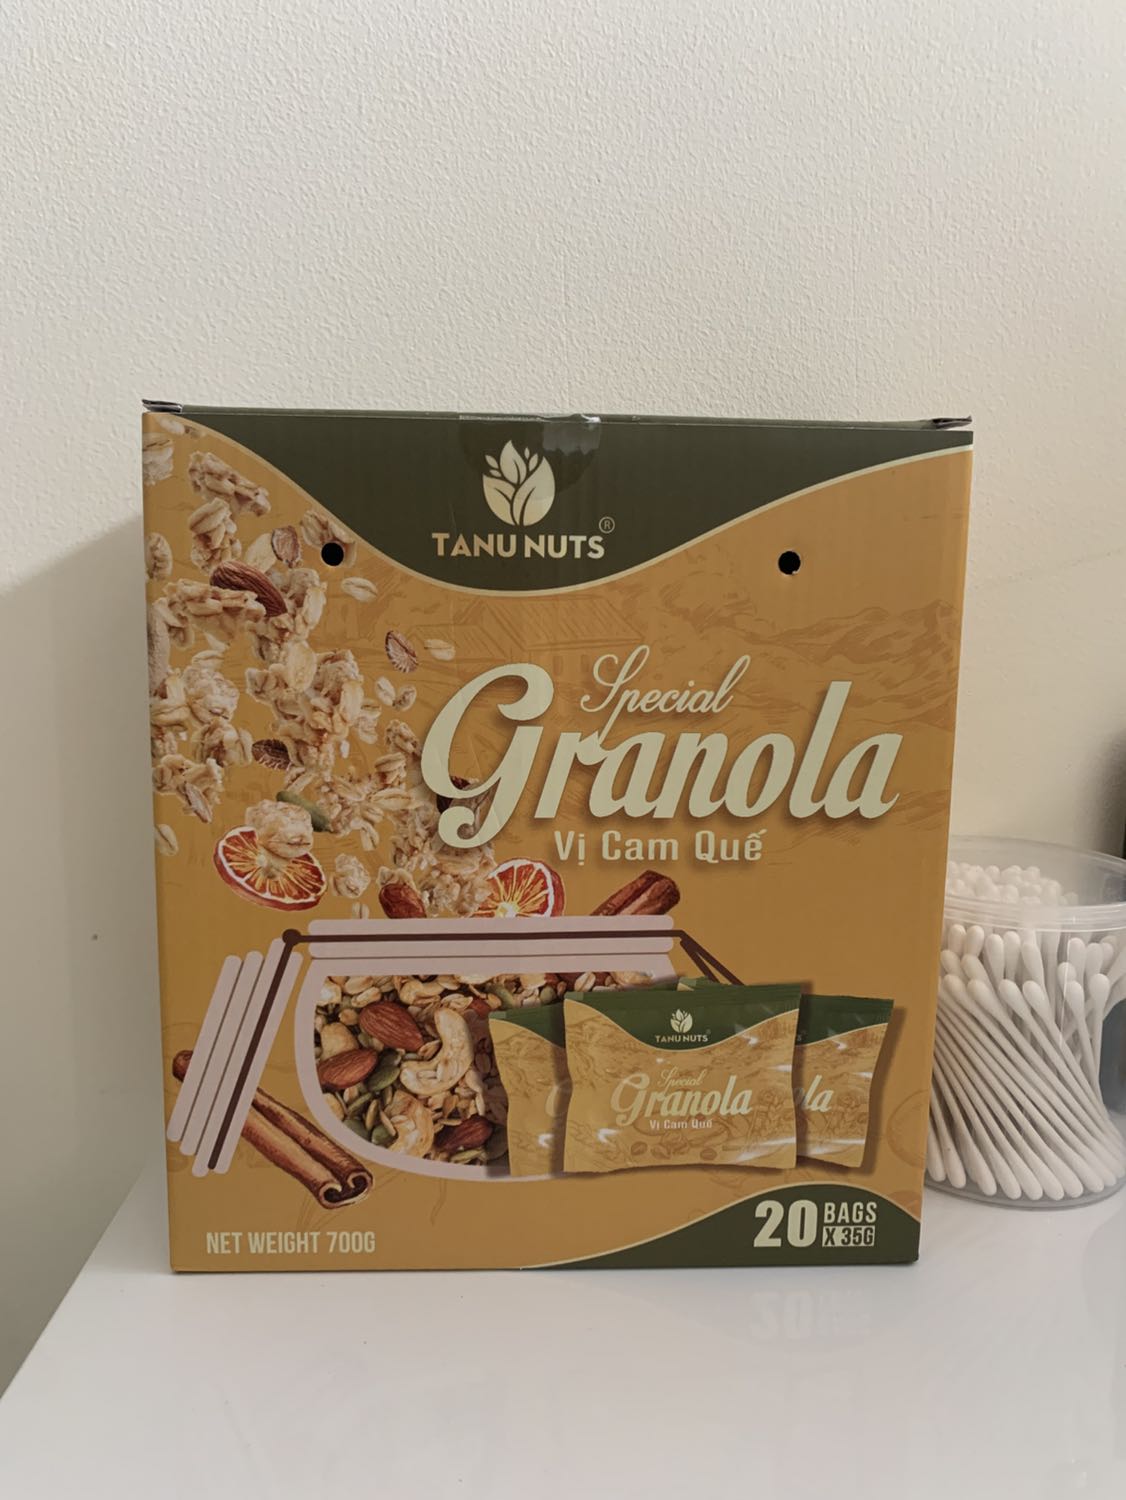 TANU NUTS®
Special
Granola
Vị Cam Quế
TANU NUTS
Special
Granola
Vị Cam Quế
la
NET WEIGHT 700G
20 BAGS
X 35G